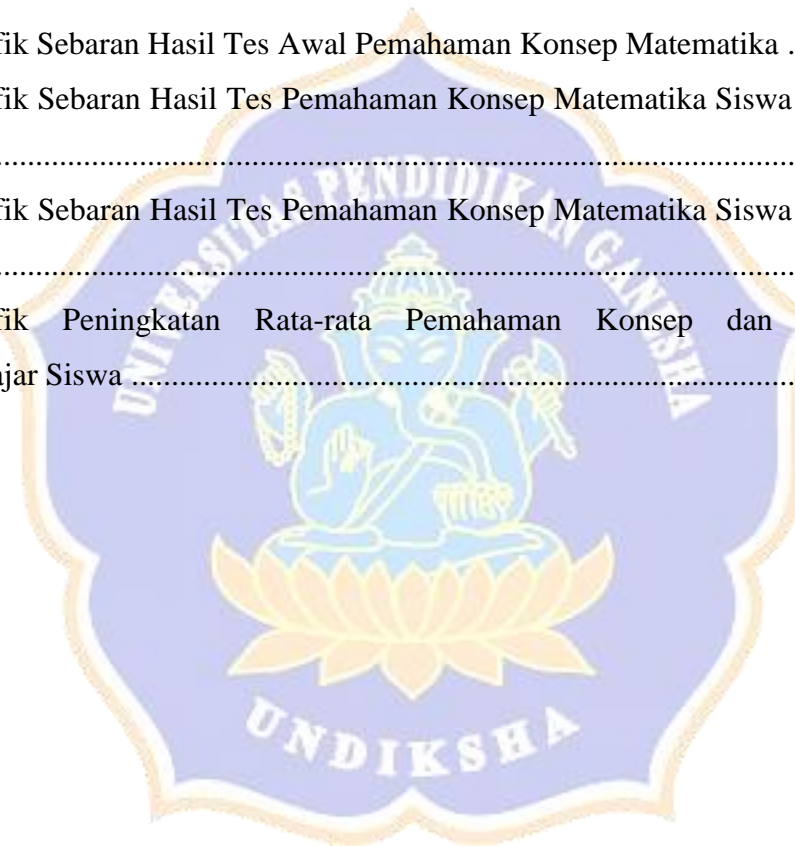 fik Sebaran Hasil Tes Awal Pemahaman Konsep Matematika .
fik Sebaran Hasil Tes Pemahaman Konsep Matematika Siswa
....................................................................................................
fik Sebaran Hasil Tes Pemahaman Konsep Matematika Siswa
....................................................................................................
fik Peningkatan Rata-rata Pemahaman Konsep dan
ajar Siswa ...................................................................................
UNIVERSITAS PENDIDIKAN GANESHA
UNDIKSHA